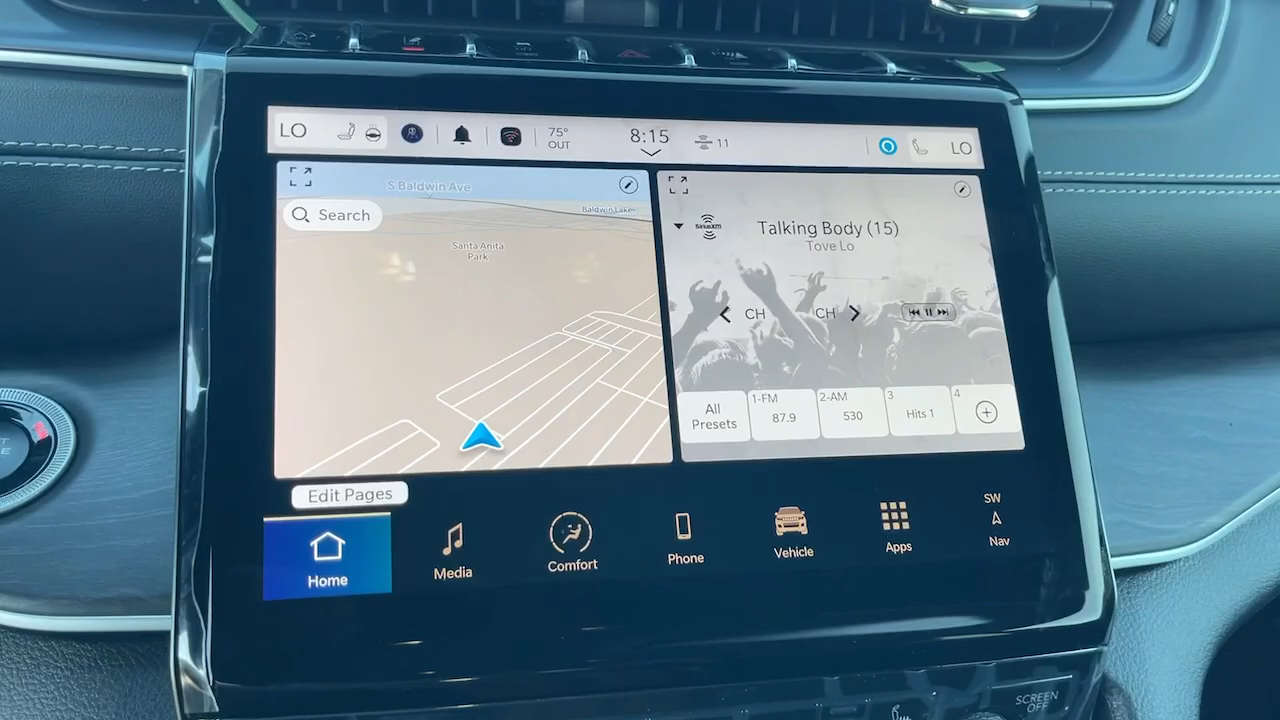 LO
75°
OUT
8:15
11
LO
S Baldwin Ave
Baldwin Lake
Search
Santa Anita
Park
SiriusXM
Talking Body (15)
Tove Lo
CH
CH
All
Presets
1-FM
87.9
2-AM
530
3
Hits 1
4
Edit Pages
Home
Media
Comfort
Phone
Vehicle
Apps
SW
Nav
SCREEN
OFF